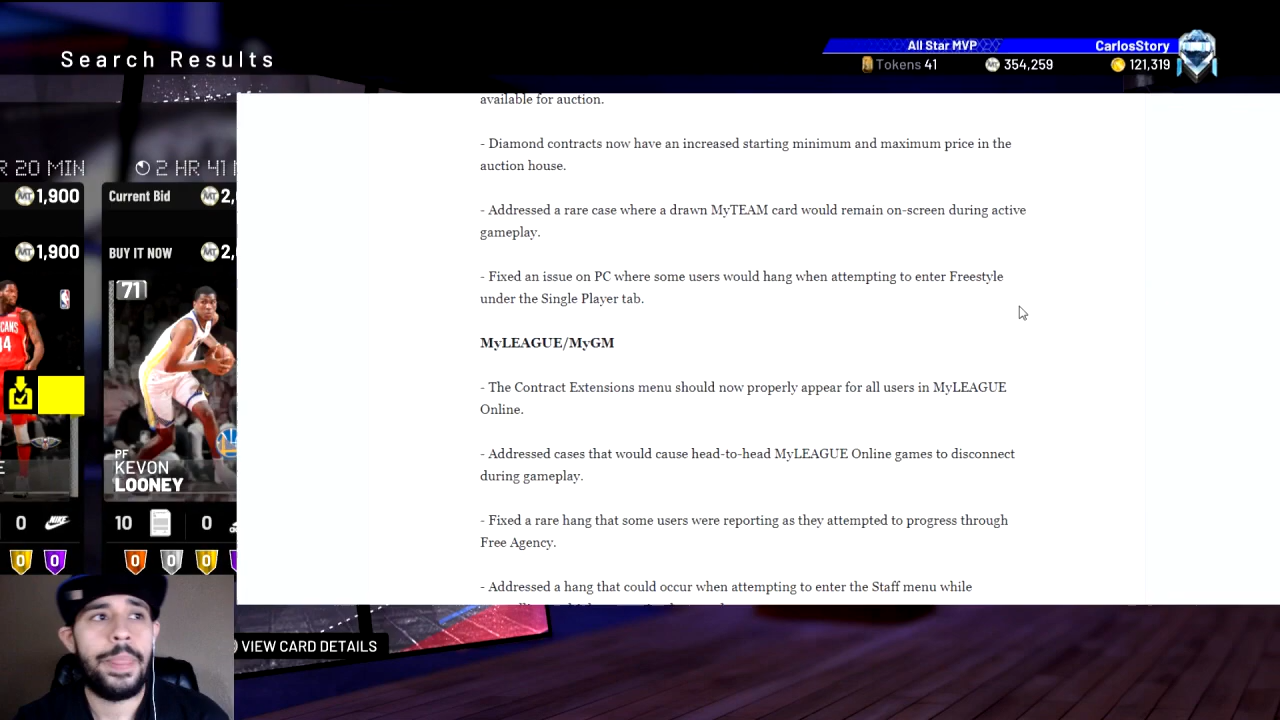 Search Results
All Star MVP
CarlosStory
Tokens 41
354,259
121,319
available for auction.
- Diamond contracts now have an increased starting minimum and maximum price in the
auction house.
- Addressed a rare case where a drawn MyTEAM card would remain on-screen during active
gameplay.
- Fixed an issue on PC where some users would hang when attempting to enter Freestyle
under the Single Player tab.
MyLEAGUE/MyGM
- The Contract Extensions menu should now properly appear for all users in MyLEAGUE
Online.
- Addressed cases that would cause head-to-head MyLEAGUE Online games to disconnect
during gameplay.
- Fixed a rare hang that some users were reporting as they attempted to progress through
Free Agency.
- Addressed a hang that could occur when attempting to enter the Staff menu while
R 20 MIN
1,900
1,900
0
0
0
2 HR 41
Current Bid
MT 2,
BUY IT NOW
MT 2,
71
PF
KEVON
LOONEY
10
0
0
0
0
VIEW CARD DETAILS